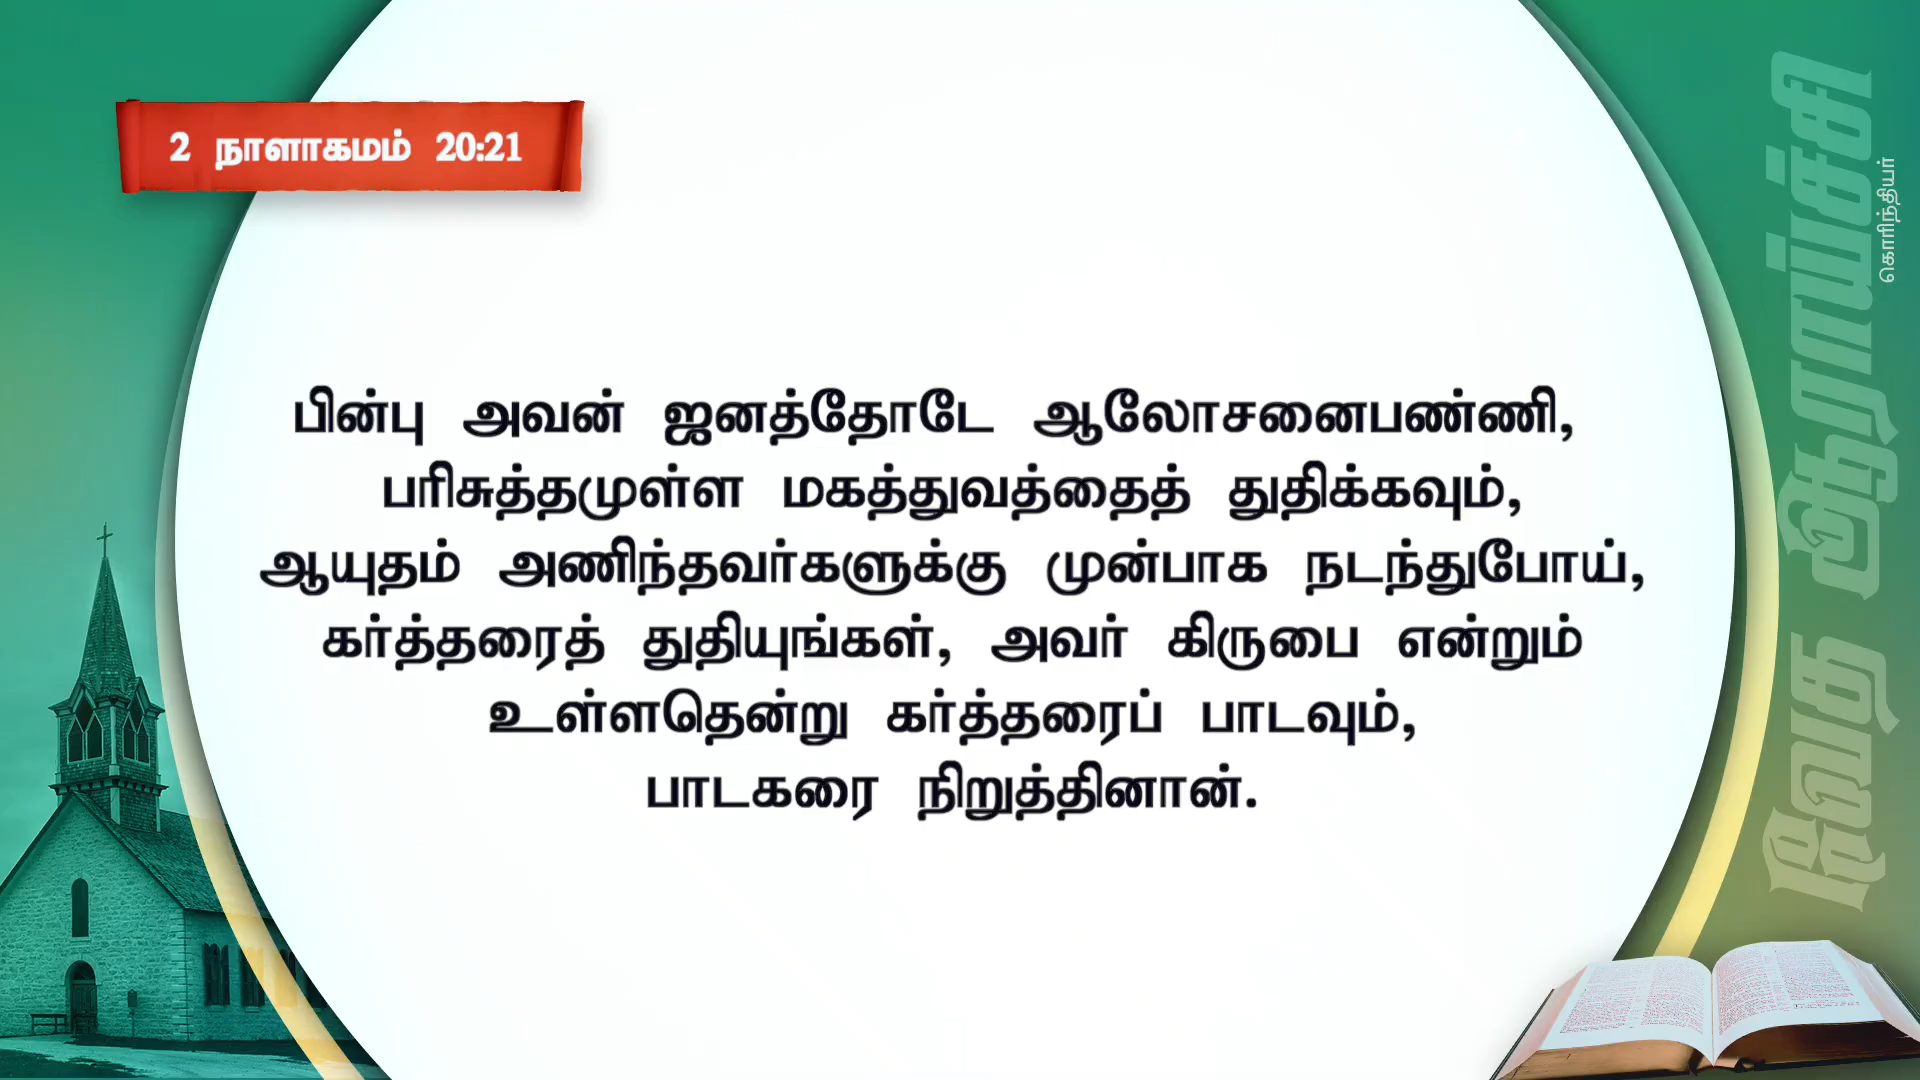 2 நாளாகமம் 20:21
பின்பு அவன் ஜனத்தோடே ஆலோசனைபண்ணி,
பரிசுத்தமுள்ள மகத்துவத்தைத் துதிக்கவும்,
ஆயுதம் அணிந்தவர்களுக்கு முன்பாக நடந்துபோய்,
கர்த்தரைத் துதியுங்கள், அவர் கிருபை என்றும்
உள்ளதென்று கர்த்தரைப் பாடவும்,
பாடகரை நிறுத்தினான்.
வேத ஆராய்ச்சி
கொரிந்தியர்